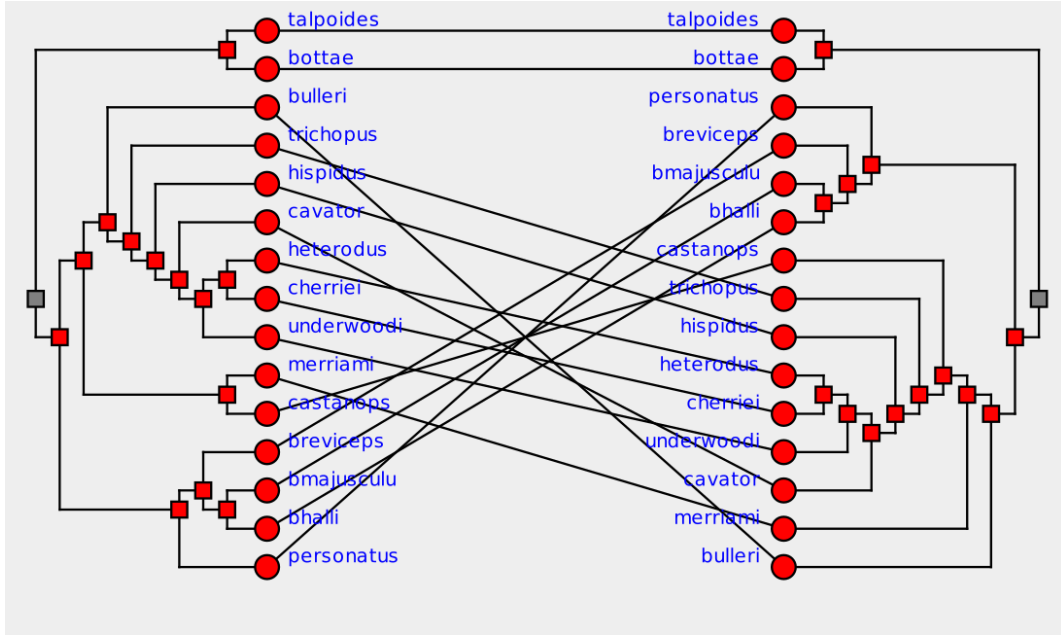 talpoides talpoides
bottae bottae
bulleri personatus
trichopus breviceps
hispidus bmajusculu
cavator bhalli
heterodus castanops
cherriei trichopus
underwoodi hispidus
merriami heterodus
castanops cherriei
breviceps underwoodi
bmajusculu cavator
bhalli merriami
personatus bulleri